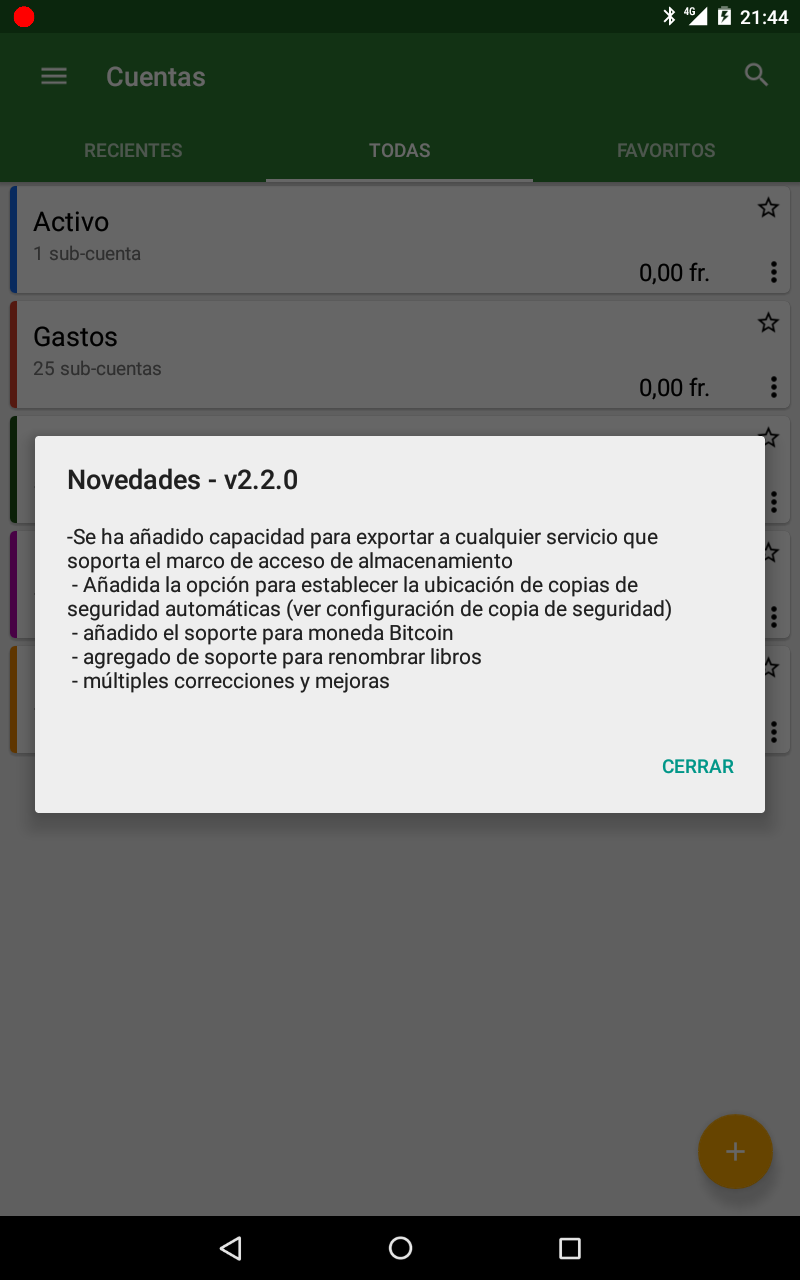 4G 21:44
Cuentas
RECIENTES TODAS FAVORITOS
Activo
1 sub-cuenta
0,00 fr.
Gastos
25 sub-cuentas
0,00 fr.
Novedades - v2.2.0
-Se ha añadido capacidad para exportar a cualquier servicio que
soporta el marco de acceso de almacenamiento
- Añadida la opción para establecer la ubicación de copias de
seguridad automáticas (ver configuración de copia de seguridad)
- añadido el soporte para moneda Bitcoin
- agregado de soporte para renombrar libros
- múltiples correcciones y mejoras
CERRAR